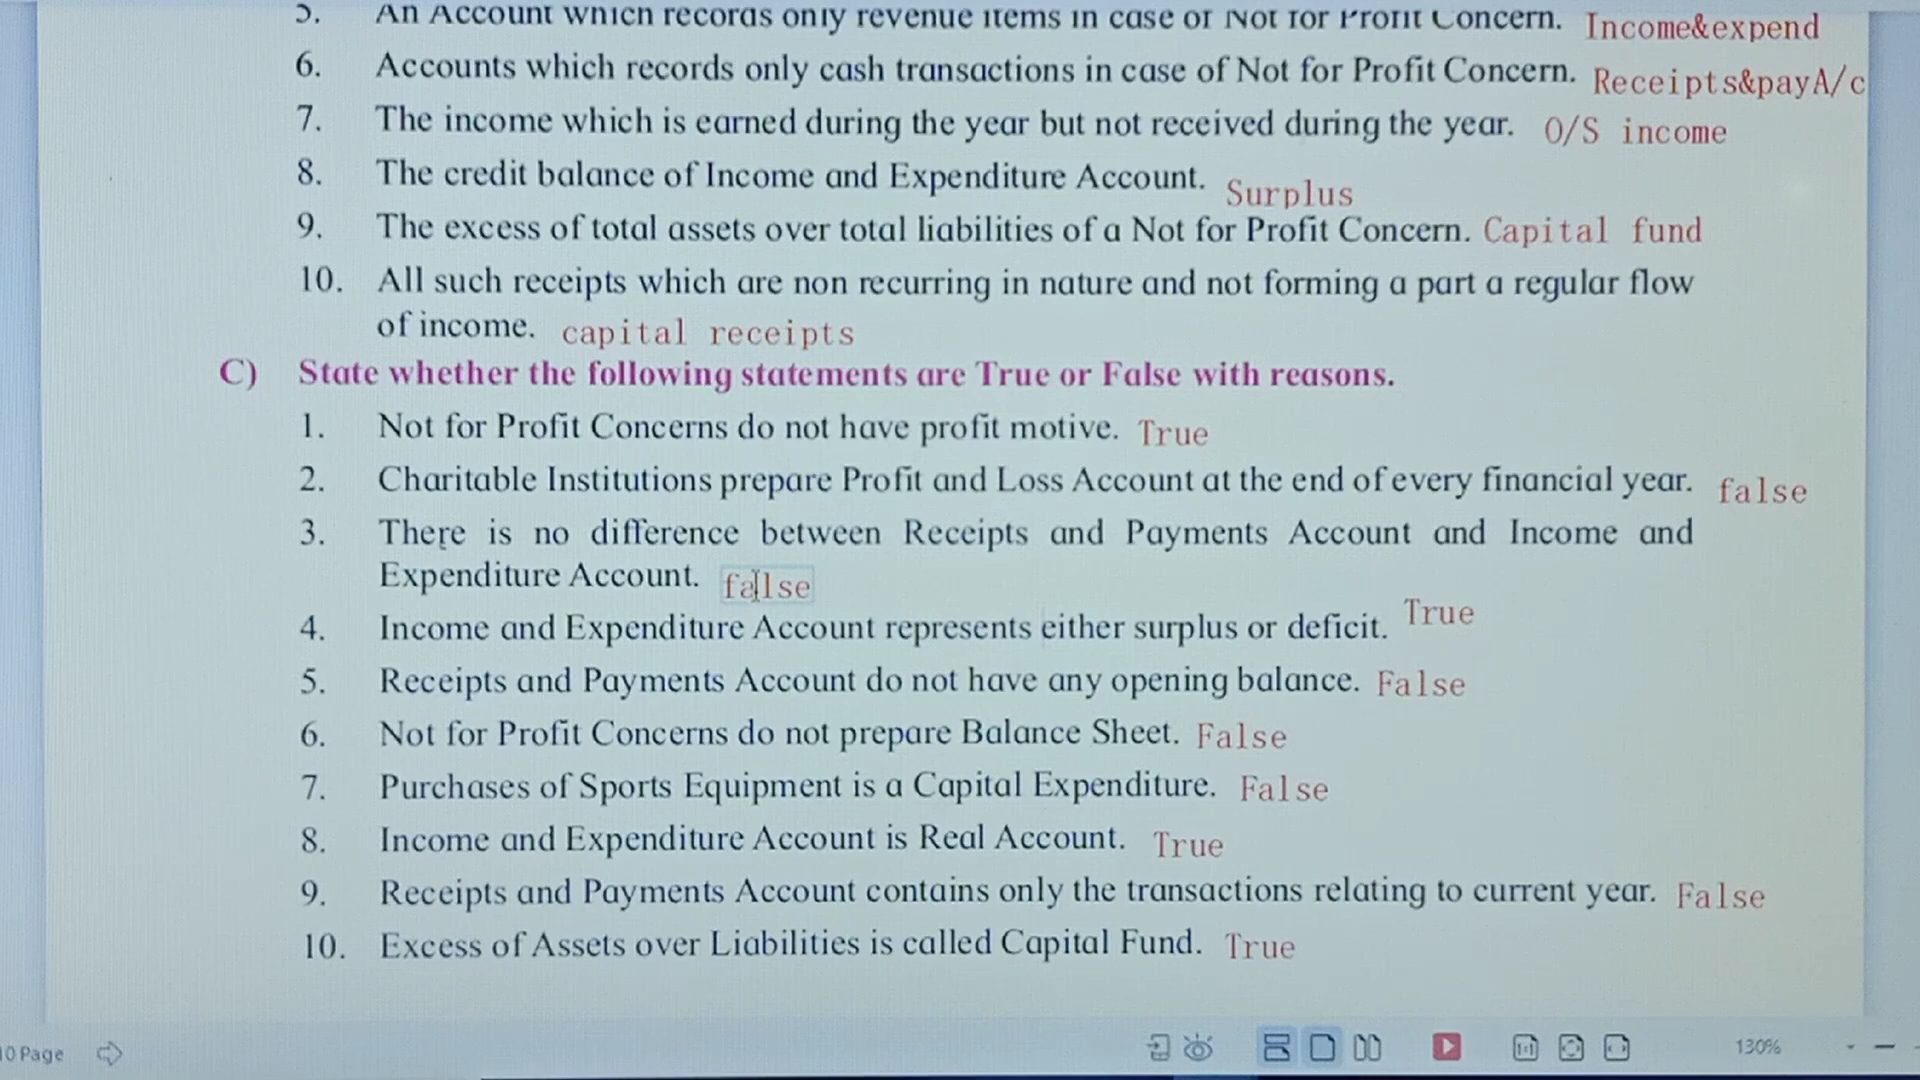 5. An Account which records only revenue items in case of Not for Profit Concern. Income&expend
6. Accounts which records only cash transactions in case of Not for Profit Concern. Receipts&payA/c
7. The income which is earned during the year but not received during the year. O/S income
8. The credit balance of Income and Expenditure Account. Surplus
9. The excess of total assets over total liabilities of a Not for Profit Concern. Capital fund
10. All such receipts which are non recurring in nature and not forming a part a regular flow
of income. capital receipts
C) State whether the following statements are True or False with reasons.
1. Not for Profit Concerns do not have profit motive. True
2. Charitable Institutions prepare Profit and Loss Account at the end of every financial year. false
3. There is no difference between Receipts and Payments Account and Income and
Expenditure Account. false
4. Income and Expenditure Account represents either surplus or deficit. True
5. Receipts and Payments Account do not have any opening balance. False
6. Not for Profit Concerns do not prepare Balance Sheet. False
7. Purchases of Sports Equipment is a Capital Expenditure. False
8. Income and Expenditure Account is Real Account. True
9. Receipts and Payments Account contains only the transactions relating to current year. False
10. Excess of Assets over Liabilities is called Capital Fund. True
0 Page 130%